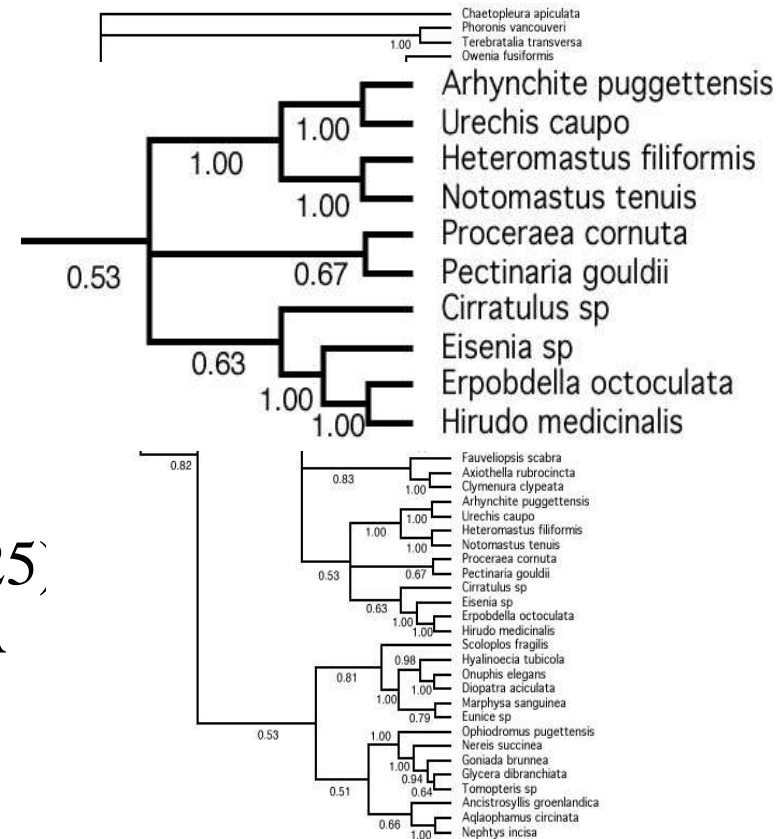 Chaetopleura apiculata
Phoronis vancouveri
1.00
Terebratalia transversa
Owenia fusiformis
Arhynchite puggettensis
1.00
Urechis caupo
1.00
Heteromastus filiformis
1.00
Notomastus tenuis
Proceraea cornuta
0.53
0.67
Pectinaria gouldii
Cirratulus sp
0.63
Eisenia sp
1.00
Erpobdella octoculata
1.00
Hirudo medicinalis
0.82
Fauveliopsis scabra
0.83
Axiothella rubrocincta
1.00
Clymenura clypeata
Arhynchite puggettensis
1.00
Urechis caupo
1.00
Heteromastus filiformis
1.00
Notomastus tenuis
Proceraea cornuta
0.53
0.67
Pectinaria gouldii
25)
Cirratulus sp
0.63
Eisenia sp
1.00
Erpobdella octoculata
1.00
Hirudo medicinalis
Scoloplos fragilis
0.98
Hyalinoecia tubicola
0.81
Onuphis elegans
1.00
Diopatra aciculata
1.00
Marphysa sanguinea
0.79
Eunice sp
0.53
1.00
Ophiodromus pugettensis
Nereis succinea
1.00
Goniada brunnea
0.94
Glycera dibranchiata
0.51
0.64
Tomopteris sp
Ancistrosyllis groenlandica
0.66
Aglaophamus circinata
1.00
Nephtys incisa